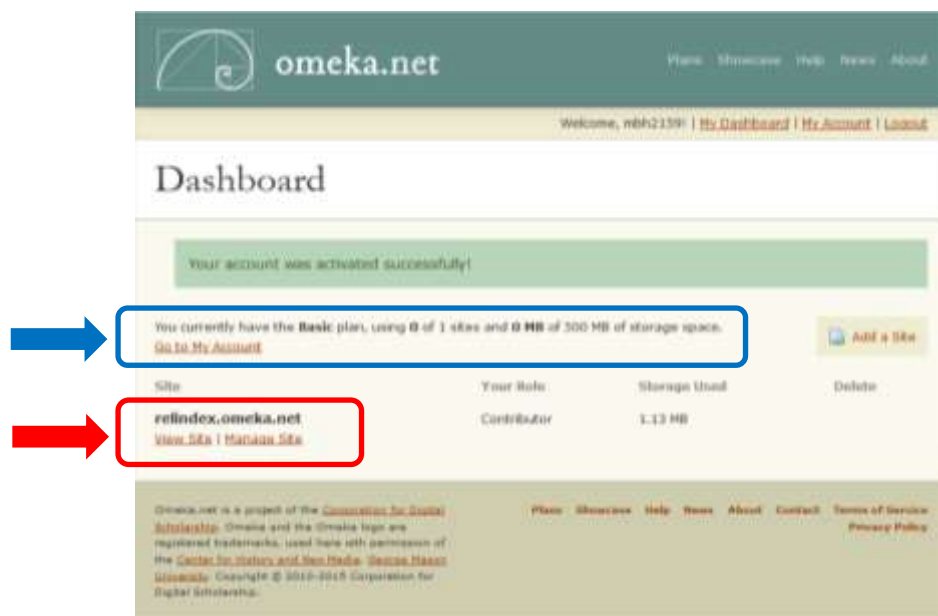 omeka.net
Plans Showcase Help News About
Welcome, mbh2159! | My Dashboard | My Account | Logout
Dashboard
Your account was activated successfully!
You currently have the Basic plan, using 0 of 1 sites and 0 MB of 500 MB of storage space.
Go to My Account
Add a Site
Site Your Role Storage Used Delete
relindex.omeka.net Contributor 1.13 MB
View Site | Manage Site
Omeka.net is a project of the Corporation for Digital
Scholarship. Omeka and the Omeka logo are
registered trademarks, used here with permission of
the Center for History and New Media, George Mason
University. Copyright © 2010-2015 Corporation for
Digital Scholarship.
Plans Showcase Help News About Contact Terms of Service
Privacy Policy